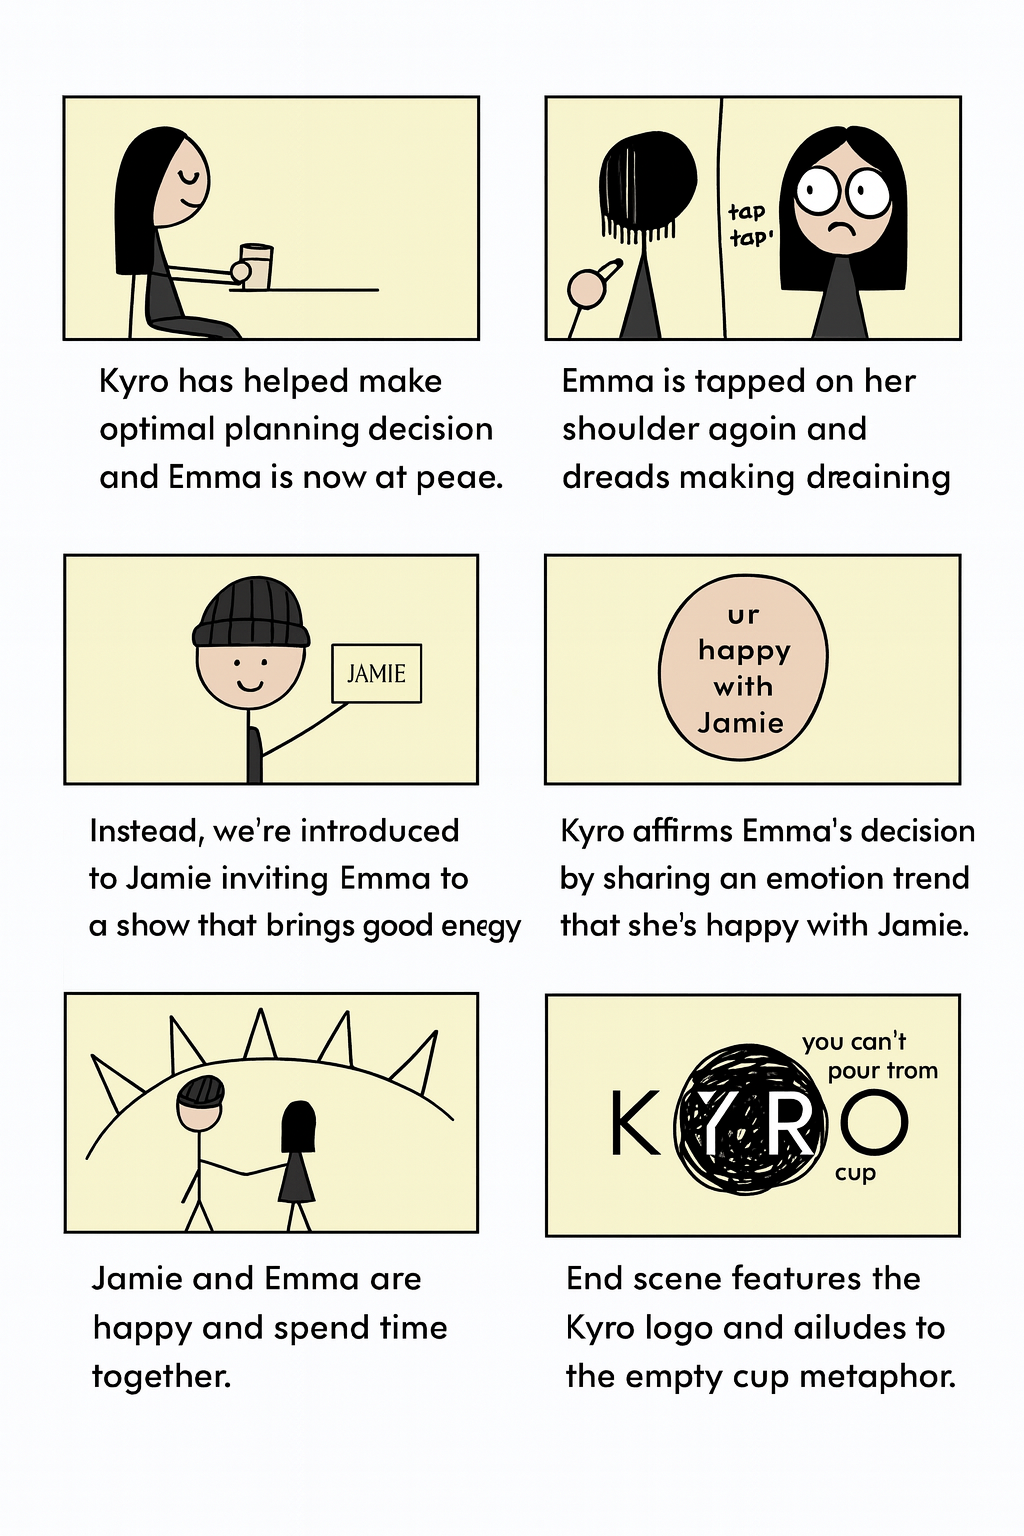 tap
tap'
Kyro has helped make
optimal planning decision
and Emma is now at peae.
Emma is tapped on her
shoulder agoin and
dreads making dreaining
JAMIE
ur
happy
with
Jamie
Instead, we're introduced
to Jamie inviting Emma to
a show that brings good energy
Kyro affirms Emma's decision
by sharing an emotion trend
that she's happy with Jamie.
you can't
pour trom
KYRO
cup
Jamie and Emma are
happy and spend time
together.
End scene features the
Kyro logo and ailudes to
the empty cup metaphor.